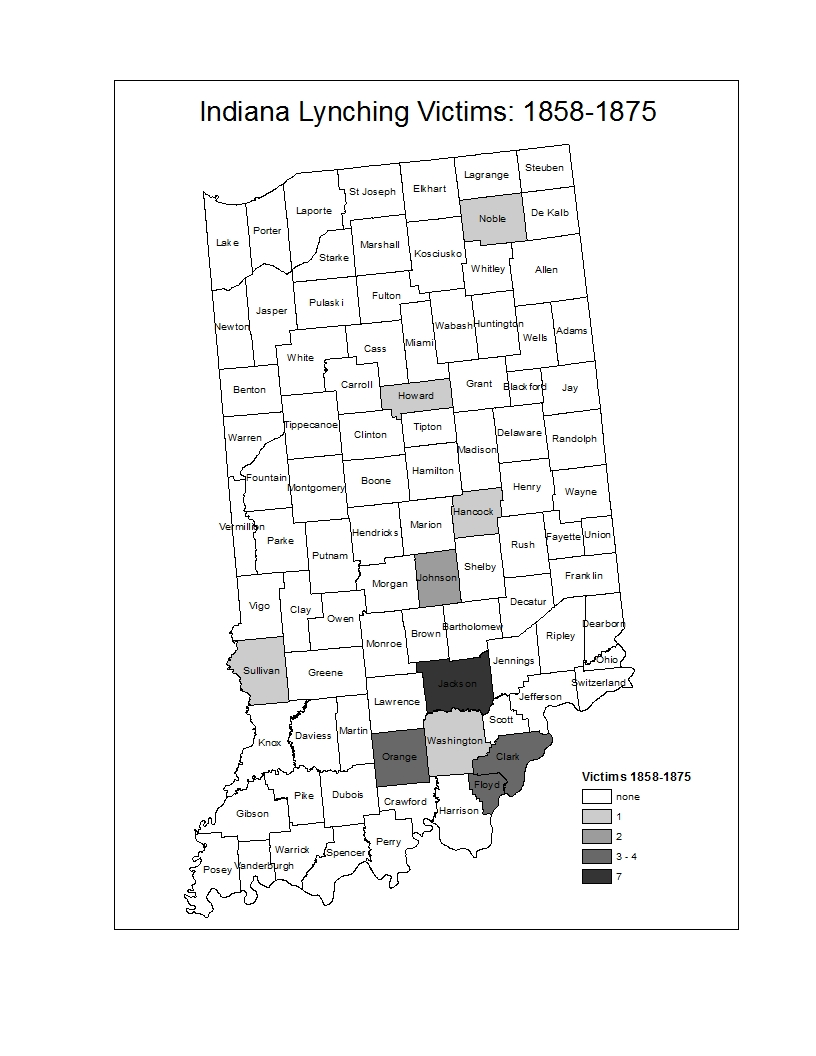 Indiana Lynching Victims: 1858-1875
Steuben
Lagrange
Elkhart
St Joseph
Laporte
Porter
Lake
Noble
De Kalb
Marshall
Kosciusko
Starke
Whitley
Allen
Fulton
Pulaski
Jasper
Newton
Wabash
Huntington
Miami
Wells
Adams
Cass
White
Carroll
Benton
Howard
Grant
Blackford
Jay
Tippecanoe
Clinton
Tipton
Warren
Madison
Delaware
Randolph
Fountain
Montgomery
Boone
Hamilton
Henry
Wayne
Vermillion
Parke
Putnam
Hendricks
Marion
Hancock
Rush
Fayette
Union
Morgan
Johnson
Shelby
Franklin
Vigo
Clay
Owen
Decatur
Monroe
Brown
Bartholomew
Ripley
Dearborn
Sullivan
Greene
Jackson
Jennings
Ohio
Switzerland
Jefferson
Lawrence
Scott
Knox
Daviess
Martin
Orange
Washington
Clark
Floyd
Gibson
Pike
Dubois
Crawford
Harrison
Posey
Vanderburgh
Warrick
Spencer
Perry
Victims 1858-1875
none
1
2
3 - 4
7